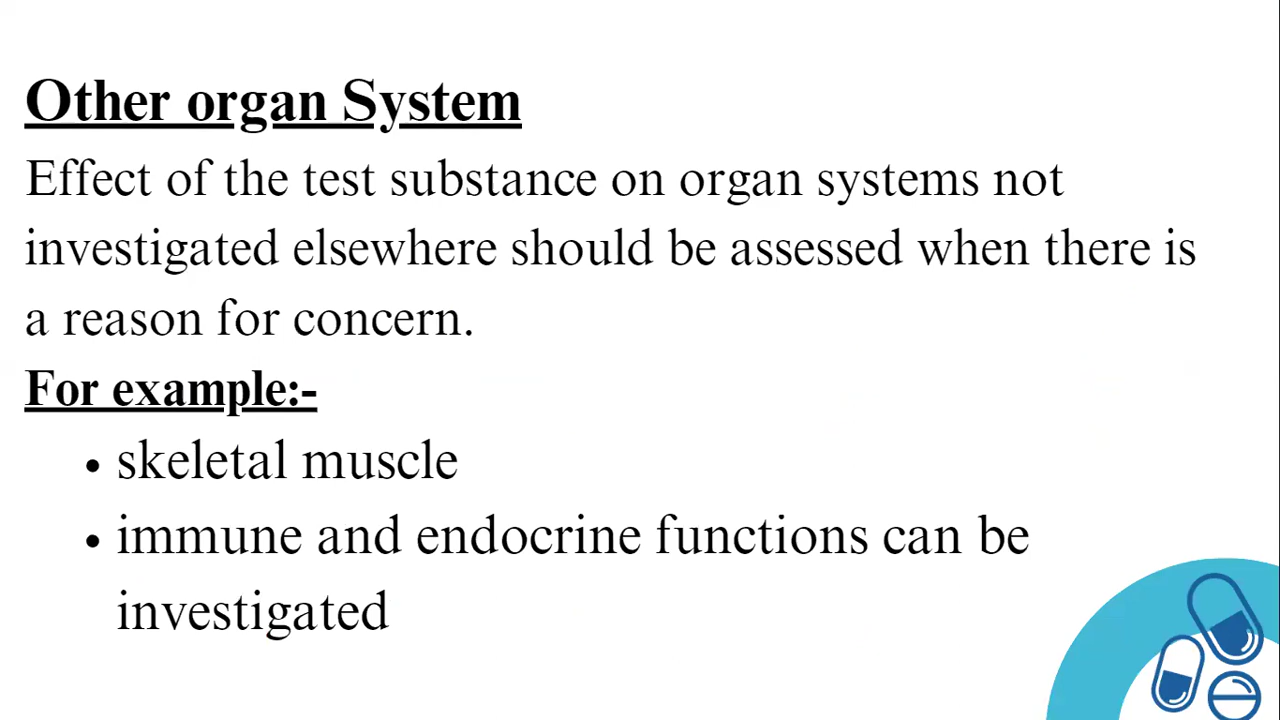 Other organ System
Effect of the test substance on organ systems not
investigated elsewhere should be assessed when there is
a reason for concern.
For example:-
• skeletal muscle
• immune and endocrine functions can be
investigated